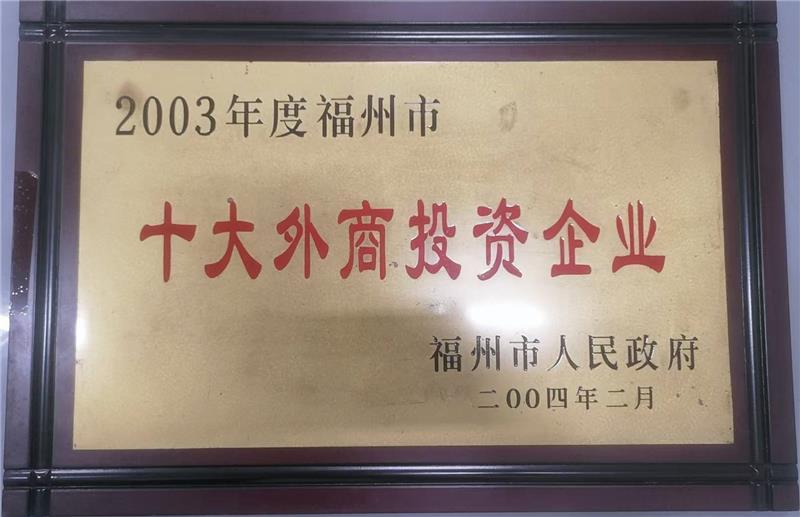 2003年度福州市
十大外商投资企业
福州市人民政府
二00四年二月